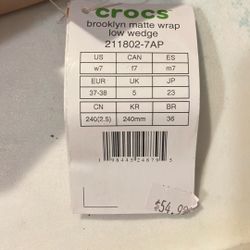 crocs
brooklyn matte wrap
low wedge
211802-7AP
US CAN ES
w7 f7 m7
EUR UK JP
37-38 5 23
CN KR BR
240(2.5) 240mm 36
$54.99